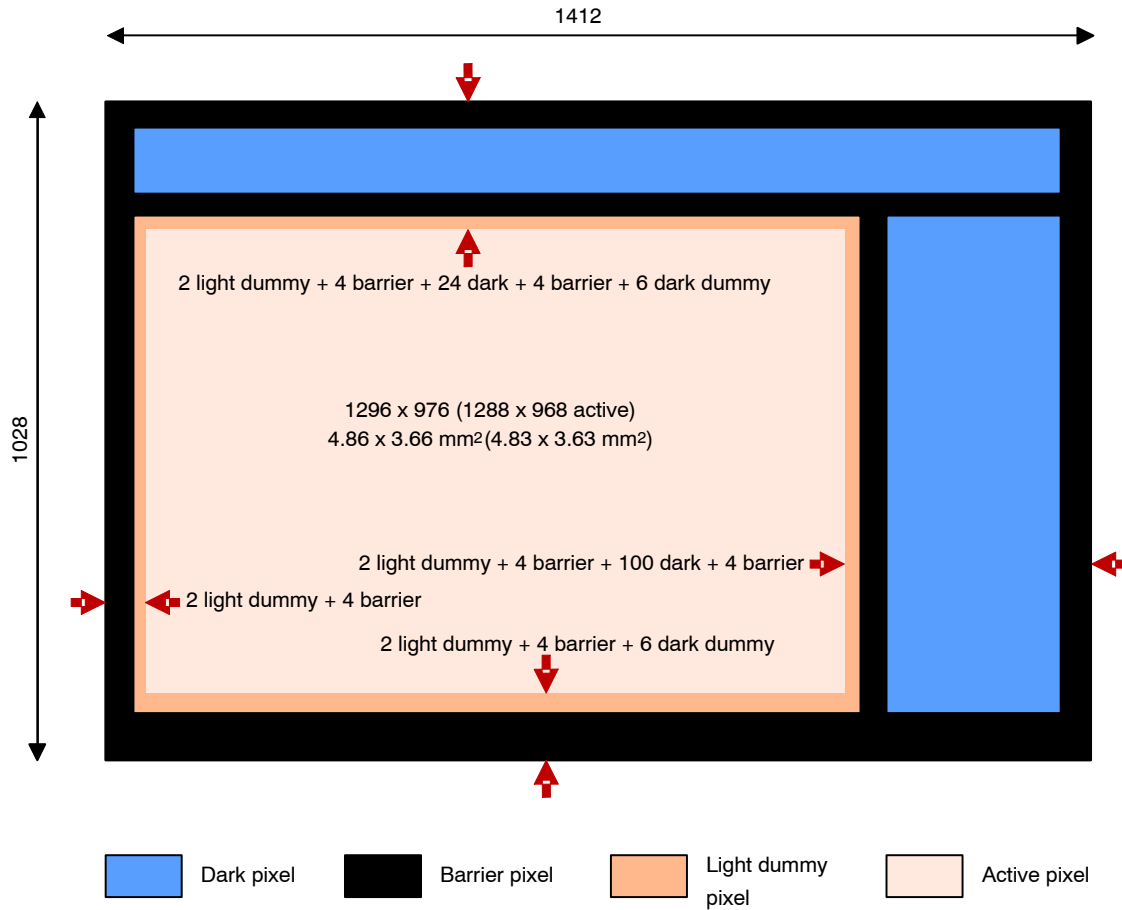 1412
1028
2 light dummy + 4 barrier + 24 dark + 4 barrier + 6 dark dummy
1296 x 976 (1288 x 968 active)
4.86 x 3.66 mm² (4.83 x 3.63 mm²)
2 light dummy + 4 barrier + 100 dark + 4 barrier
2 light dummy + 4 barrier
2 light dummy + 4 barrier + 6 dark dummy
Dark pixel
Barrier pixel
Light dummy
pixel
Active pixel